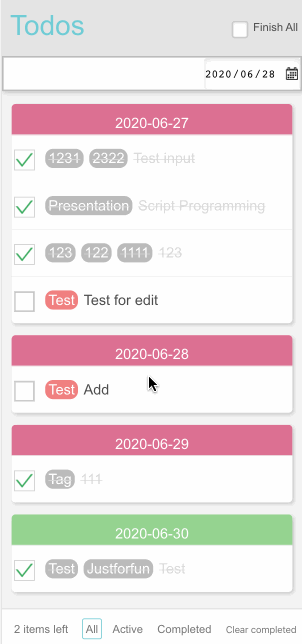 Todos
Finish All
2020/06/28
2020-06-27
1231 2322 Test input
Presentation Script Programming
123 122 1111 123
Test Test for edit
2020-06-28
Test Add
2020-06-29
Tag 111
2020-06-30
Test Justforfun Test
2 items left All Active Completed Clear completed